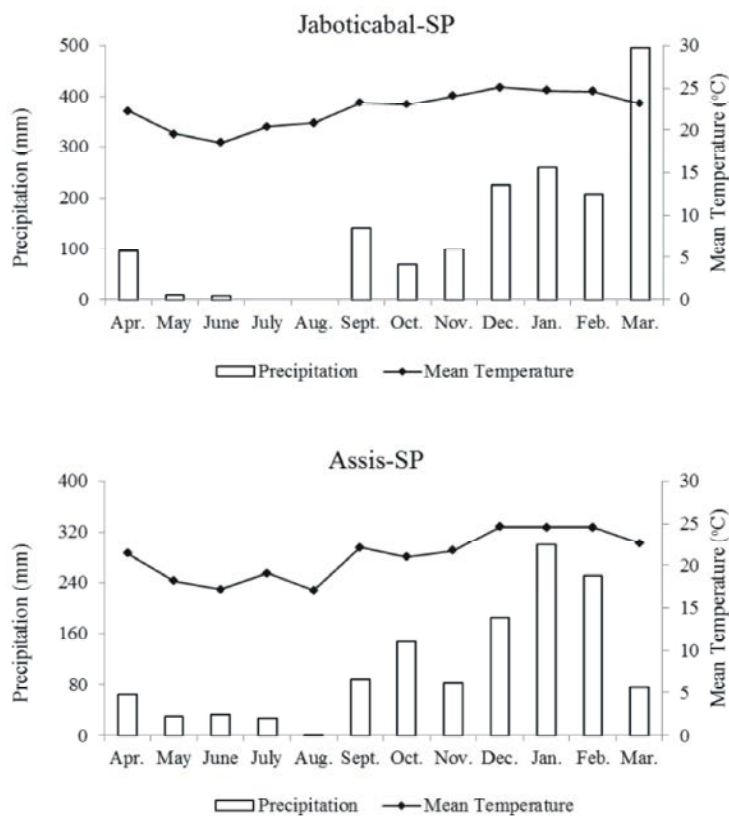 Jaboticabal-SP
Precipitation (mm)
500
400
300
200
100
0
30
25
20
15
10
5
0
Mean Temperature (°C)
Apr. May June July Aug. Sept. Oct. Nov. Dec. Jan. Feb. Mar.
Precipitation Mean Temperature
Assis-SP
Precipitation (mm)
400
320
240
160
80
0
30
25
20
15
10
5
0
Mean Temperature (°C)
Apr. May June July Aug. Sept. Oct. Nov. Dec. Jan. Feb. Mar.
Precipitation Mean Temperature